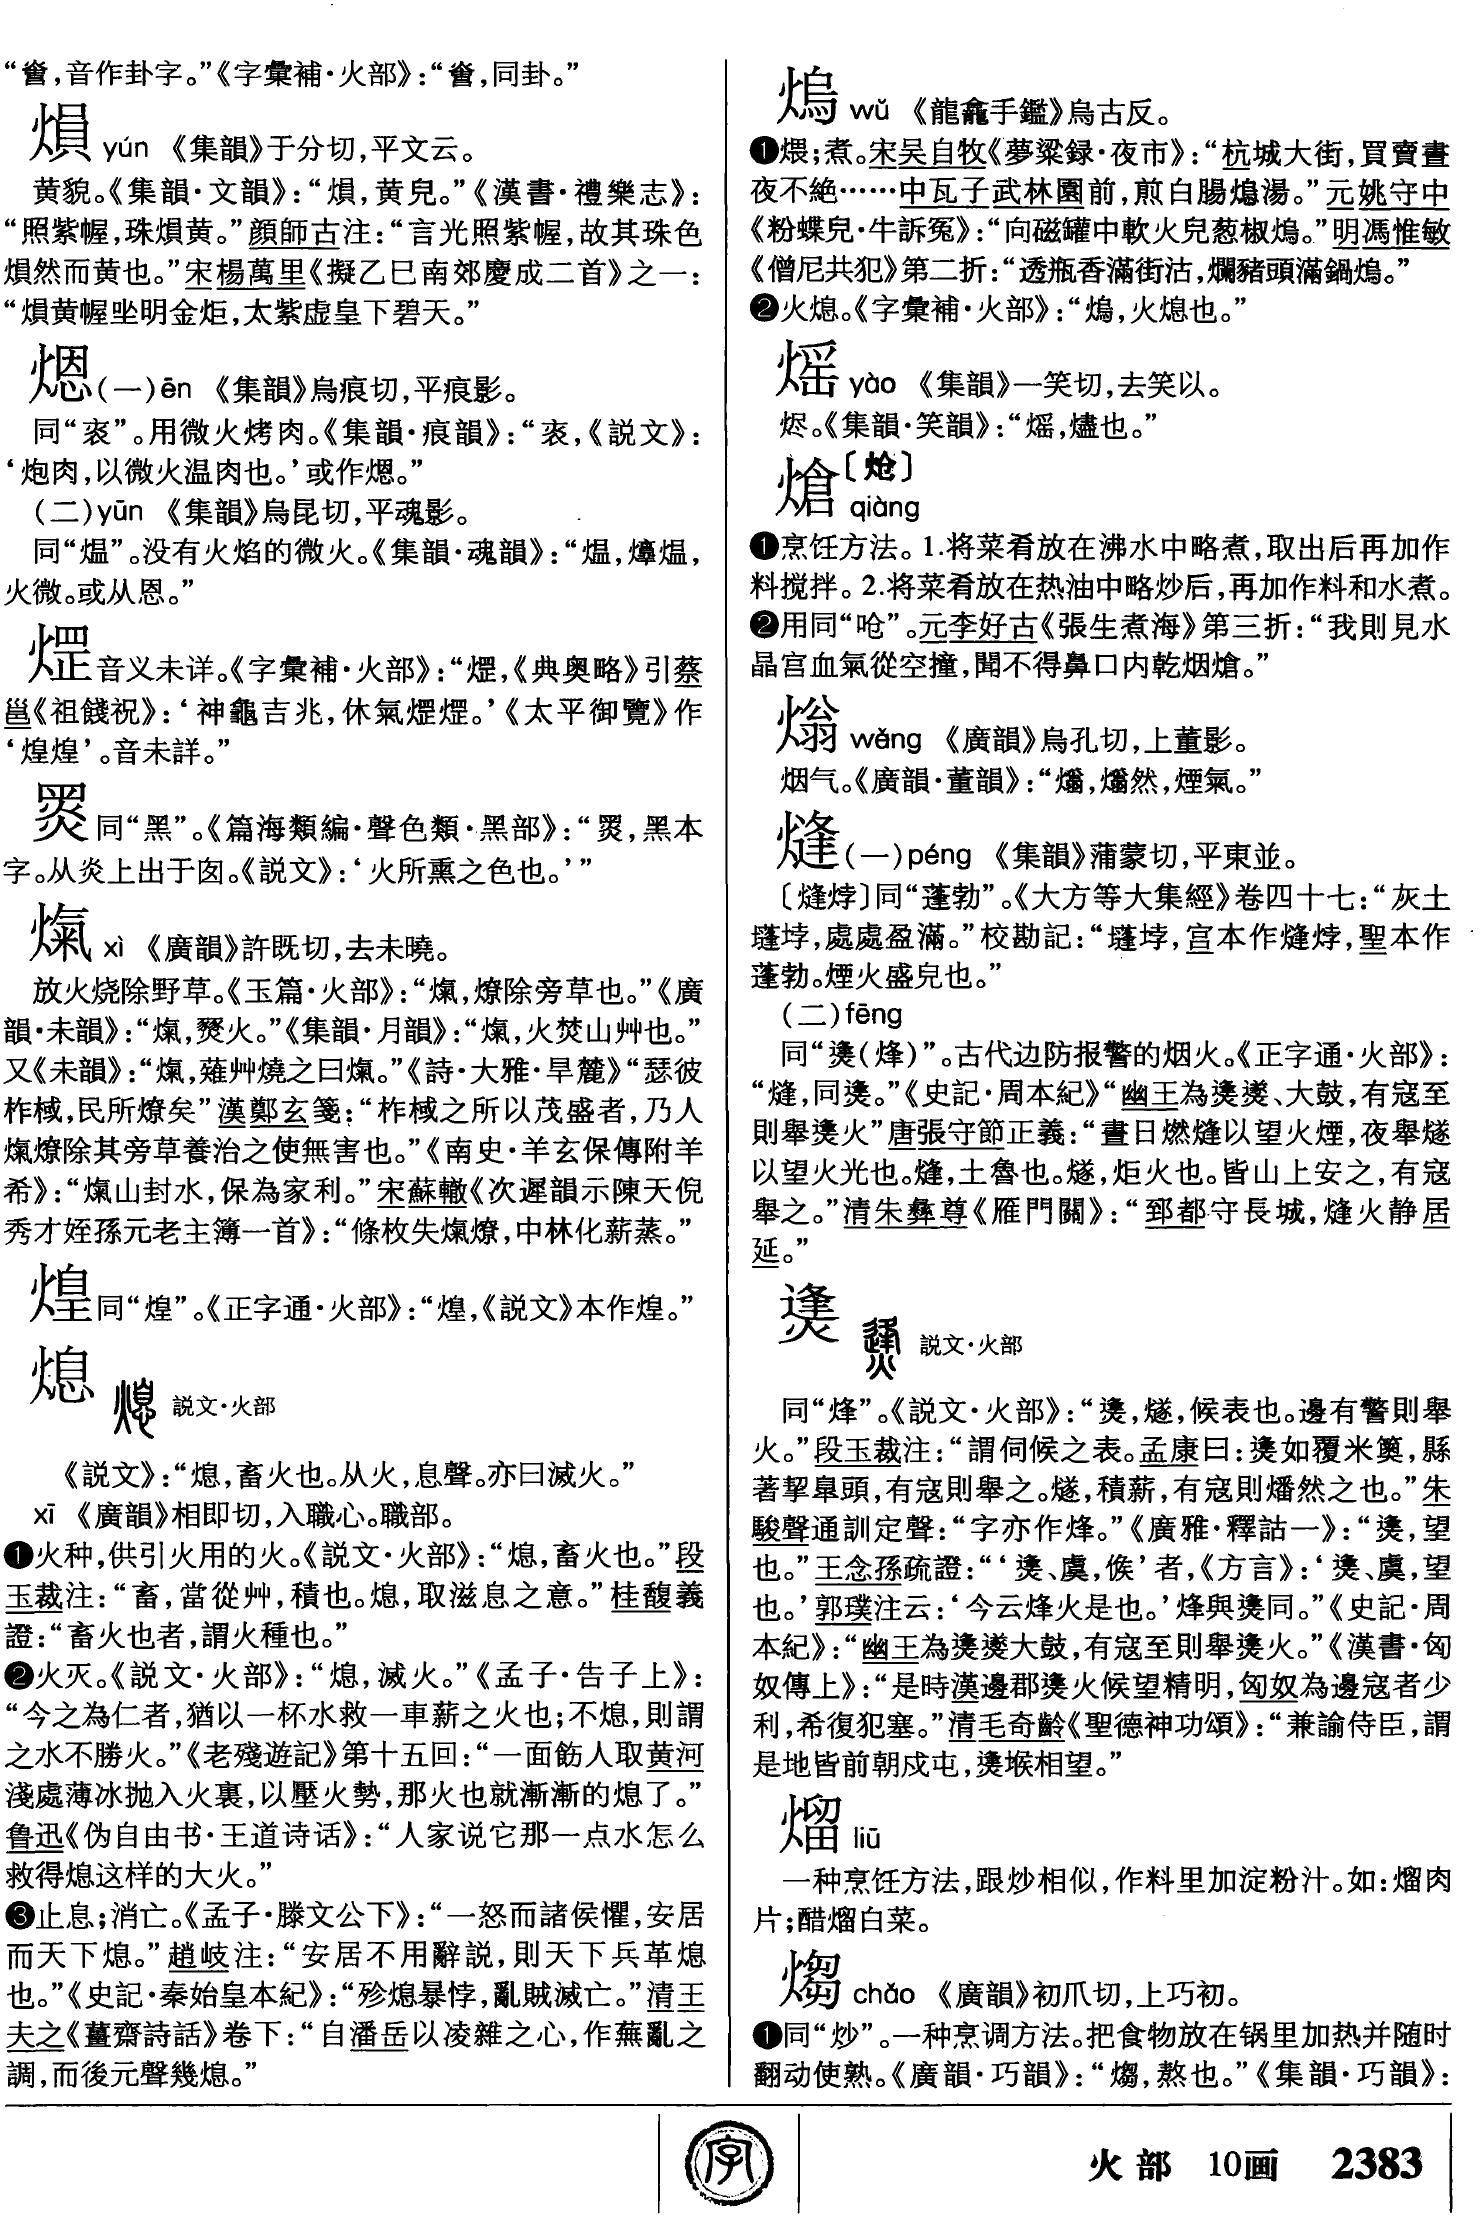 “䚈,音作卦字。”《字彙補·火部》:“䚈,同卦。”
熉 yún 《集韻》于分切,平文云。
黄貌。《集韻·文韻》:“熉,黄皃。”《漢書·禮樂志》:
“照紫幄,珠熉黄。”顔師古注:“言光照紫幄,故其珠色
熉然而黄也。”宋楊萬里《擬乙巳南郊慶成二首》之一:
“熉黄幄坐明金炬,太紫虚皇下碧天。”
煾(一)ēn 《集韻》烏痕切,平痕影。
同“衮”。用微火烤肉。《集韻·痕韻》:“衮,《説文》:
‘炮肉,以微火温肉也。’或作煾。”
(二)yūn 《集韻》烏昆切,平魂影。
同“煴”。没有火焰的微火。《集韻·魂韻》:“煴,㷟煴,
火微。或从恩。”
音义未详。《字彙補·火部》:“,《典奥略》引蔡
邕《祖餞祝》:‘神龜吉兆,休氣。’《太平御覽》作
‘煌煌’。音未詳。”
同“黑”。《篇海類編·聲色類·黑部》:“,黑本
字。从炎上出于囱。《説文》:‘火所熏之色也。’”
熂 xì 《廣韻》許既切,去未曉。
放火烧除野草。《玉篇·火部》:“熂,燎除旁草也。”《廣
韻·未韻》:“熂,燹火。”《集韻·月韻》:“熂,火焚山艸也。”
又《未韻》:“熂,薙艸燒之曰熂。”《詩·大雅·旱麓》“瑟彼
柞棫,民所燎矣”漢鄭玄箋:“柞棫之所以茂盛者,乃人
熂燎除其旁草養治之使無害也。”《南史·羊玄保傳附羊
希》:“熂山封水,保為家利。”宋蘇轍《次遲韻示陳天倪
秀才姪孫元老主簿一首》:“條枚失熂燎,中林化薪蒸。”
同“煌”。《正字通·火部》:“煌,《説文》本作。”
熄 説文·火部
《説文》:“熄,畜火也。从火,息聲。亦曰滅火。”
xī 《廣韻》相即切,入職心。職部。
❶火种,供引火用的火。《説文·火部》:“熄,畜火也。”段
玉裁注:“畜,當從艸,積也。熄,取滋息之意。”桂馥義
證:“畜火也者,謂火種也。”
❷火灭。《説文·火部》:“熄,滅火。”《孟子·告子上》:
“今之為仁者,猶以一杯水救一車薪之火也;不熄,則謂
之水不勝火。”《老殘遊記》第十五回:“一面飭人取黄河
淺處薄冰抛入火裏,以壓火勢,那火也就漸漸的熄了。”
鲁迅《伪自由书·王道诗话》:“人家说它那一点水怎么
救得熄这样的大火。”
❸止息;消亡。《孟子·滕文公下》:“一怒而諸侯懼,安居
而天下熄。”趙岐注:“安居不用辭説,則天下兵革熄
也。”《史記·秦始皇本紀》:“殄熄暴悖,亂賊滅亡。”清王
夫之《薑齋詩話》卷下:“自潘岳以凌雜之心,作蕪亂之
調,而後元聲幾熄。”
熓 wǔ 《龍龕手鑑》烏古反。
❶煨;煮。宋吴自牧《夢粱録·夜市》:“杭城大街,買賣晝
夜不絶……中瓦子武林園前,煎白腸熓湯。”元姚守中
《粉蝶兒·牛訴冤》:“向磁罐中軟火兒葱椒熓。”明馮惟敏
《僧尼共犯》第二折:“透瓶香滿街沽,爛豬頭滿鍋熓。”
❷火熄。《字彙補·火部》:“熓,火熄也。”
熎 yào 《集韻》一笑切,去笑以。
烬。《集韻·笑韻》:“熎,燼也。”
熗〔炝〕
qiàng
❶烹饪方法。1.将菜肴放在沸水中略煮,取出后再加作
料搅拌。2.将菜肴放在热油中略炒后,再加作料和水煮。
❷用同“呛”。元李好古《張生煮海》第三折:“我則見水
晶宫血氣從空撞,聞不得鼻口内乾烟熗。”
㷧 wěng 《廣韻》烏孔切,上董影。
烟气。《廣韻·董韻》:“㷧,㷧然,煙氣。”
熢(一)péng 《集韻》蒲蒙切,平東並。
〔熢㶿〕同“蓬勃”。《大方等大集經》卷四十七:“灰土
塳埻,處處盈滿。”校勘記:“塳埻,宫本作熢㶿,聖本作
蓬勃。煙火盛皃也。”
(二)fēng
同“㷭(烽)”。古代边防报警的烟火。《正字通·火部》:
“熢,同㷭。”《史記·周本紀》“幽王為㷭㸂、大鼓,有寇至
則舉㷭火”唐張守節正義:“晝日燃熢以望火煙,夜舉燧
以望火光也。熢,土魯也。燧,炬火也。皆山上安之,有寇
舉之。”清朱彝尊《雁門關》:“郅都守長城,熢火静居
延。”
㷭 説文·火部
同“烽”。《説文·火部》:“㷭,燧,候表也。邊有警則舉
火。”段玉裁注:“謂伺候之表。孟康曰:㷭如覆米䉛,縣
著挈臯頭,有寇則舉之。燧,積薪,有寇則燔然之也。”朱
駿聲通訓定聲:“字亦作烽。”《廣雅·釋詁一》:“㷭,望
也。”王念孫疏證:“‘㷭、虞,候’者,《方言》:‘㷭、虞,望
也。’郭璞注云:‘今云烽火是也。’烽與㷭同。”《史記·周
本紀》:“幽王為㷭㸂大鼓,有寇至則舉㷭火。”《漢書·匈
奴傳上》:“是時漢邊郡㷭火候望精明,匈奴為邊寇者少
利,希復犯塞。”清毛奇齡《聖德神功頌》:“兼諭侍臣,謂
是地皆前朝戍屯,㷭堠相望。”
熘 liū
一种烹饪方法,跟炒相似,作料里加淀粉汁。如:熘肉
片;醋熘白菜。
㷅 chǎo 《廣韻》初爪切,上巧初。
❶同“炒”。一种烹调方法。把食物放在锅里加热并随时
翻动使熟。《廣韻·巧韻》:“㷅,熬也。”《集韻·巧韻》:
字
火部 10画 2383